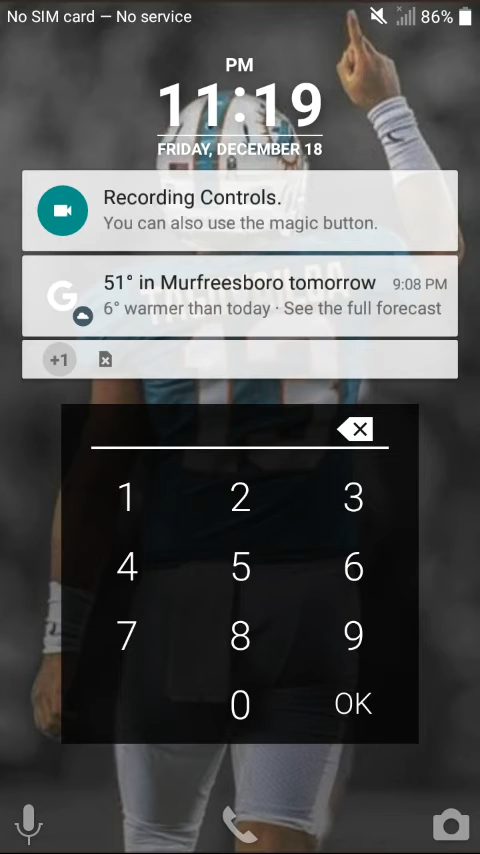 No SIM card — No service 86%
PM
11:19
FRIDAY, DECEMBER 18
Recording Controls.
You can also use the magic button.
51° in Murfreesboro tomorrow 9:08 PM
6° warmer than today · See the full forecast
+1
1 2 3
4 5 6
7 8 9
0 OK